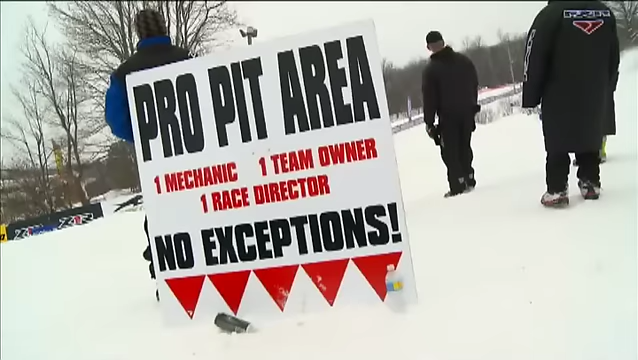 PRO PIT AREA
1 MECHANIC 1 TEAM OWNER
1 RACE DIRECTOR
NO EXCEPTIONS!